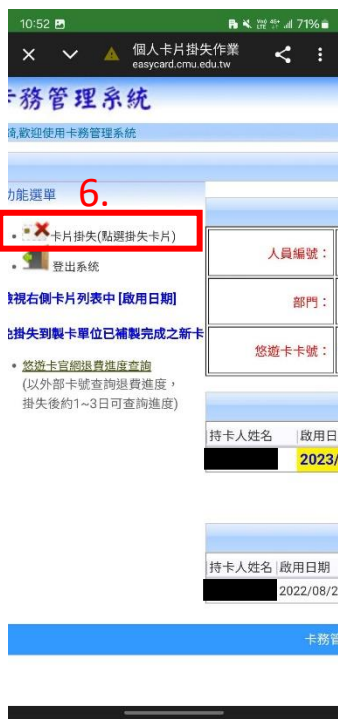 10:52 71%
個人卡片掛失作業
easycard.cmu.edu.tw
務管理系統
,歡迎使用卡務管理系統
功能選單 6.
卡片掛失(點選掛失卡片)
登出系統
檢視右側卡片列表中 [啟用日期]
掛失到製卡單位已補製完成之新卡
悠遊卡官網退費進度查詢
(以外部卡號查詢退費進度，
掛失後約1~3日可查詢進度)
人員編號：
部門：
悠遊卡卡號：
持卡人姓名 啟用日
2023/
持卡人姓名 啟用日期
2022/08/2
卡務管